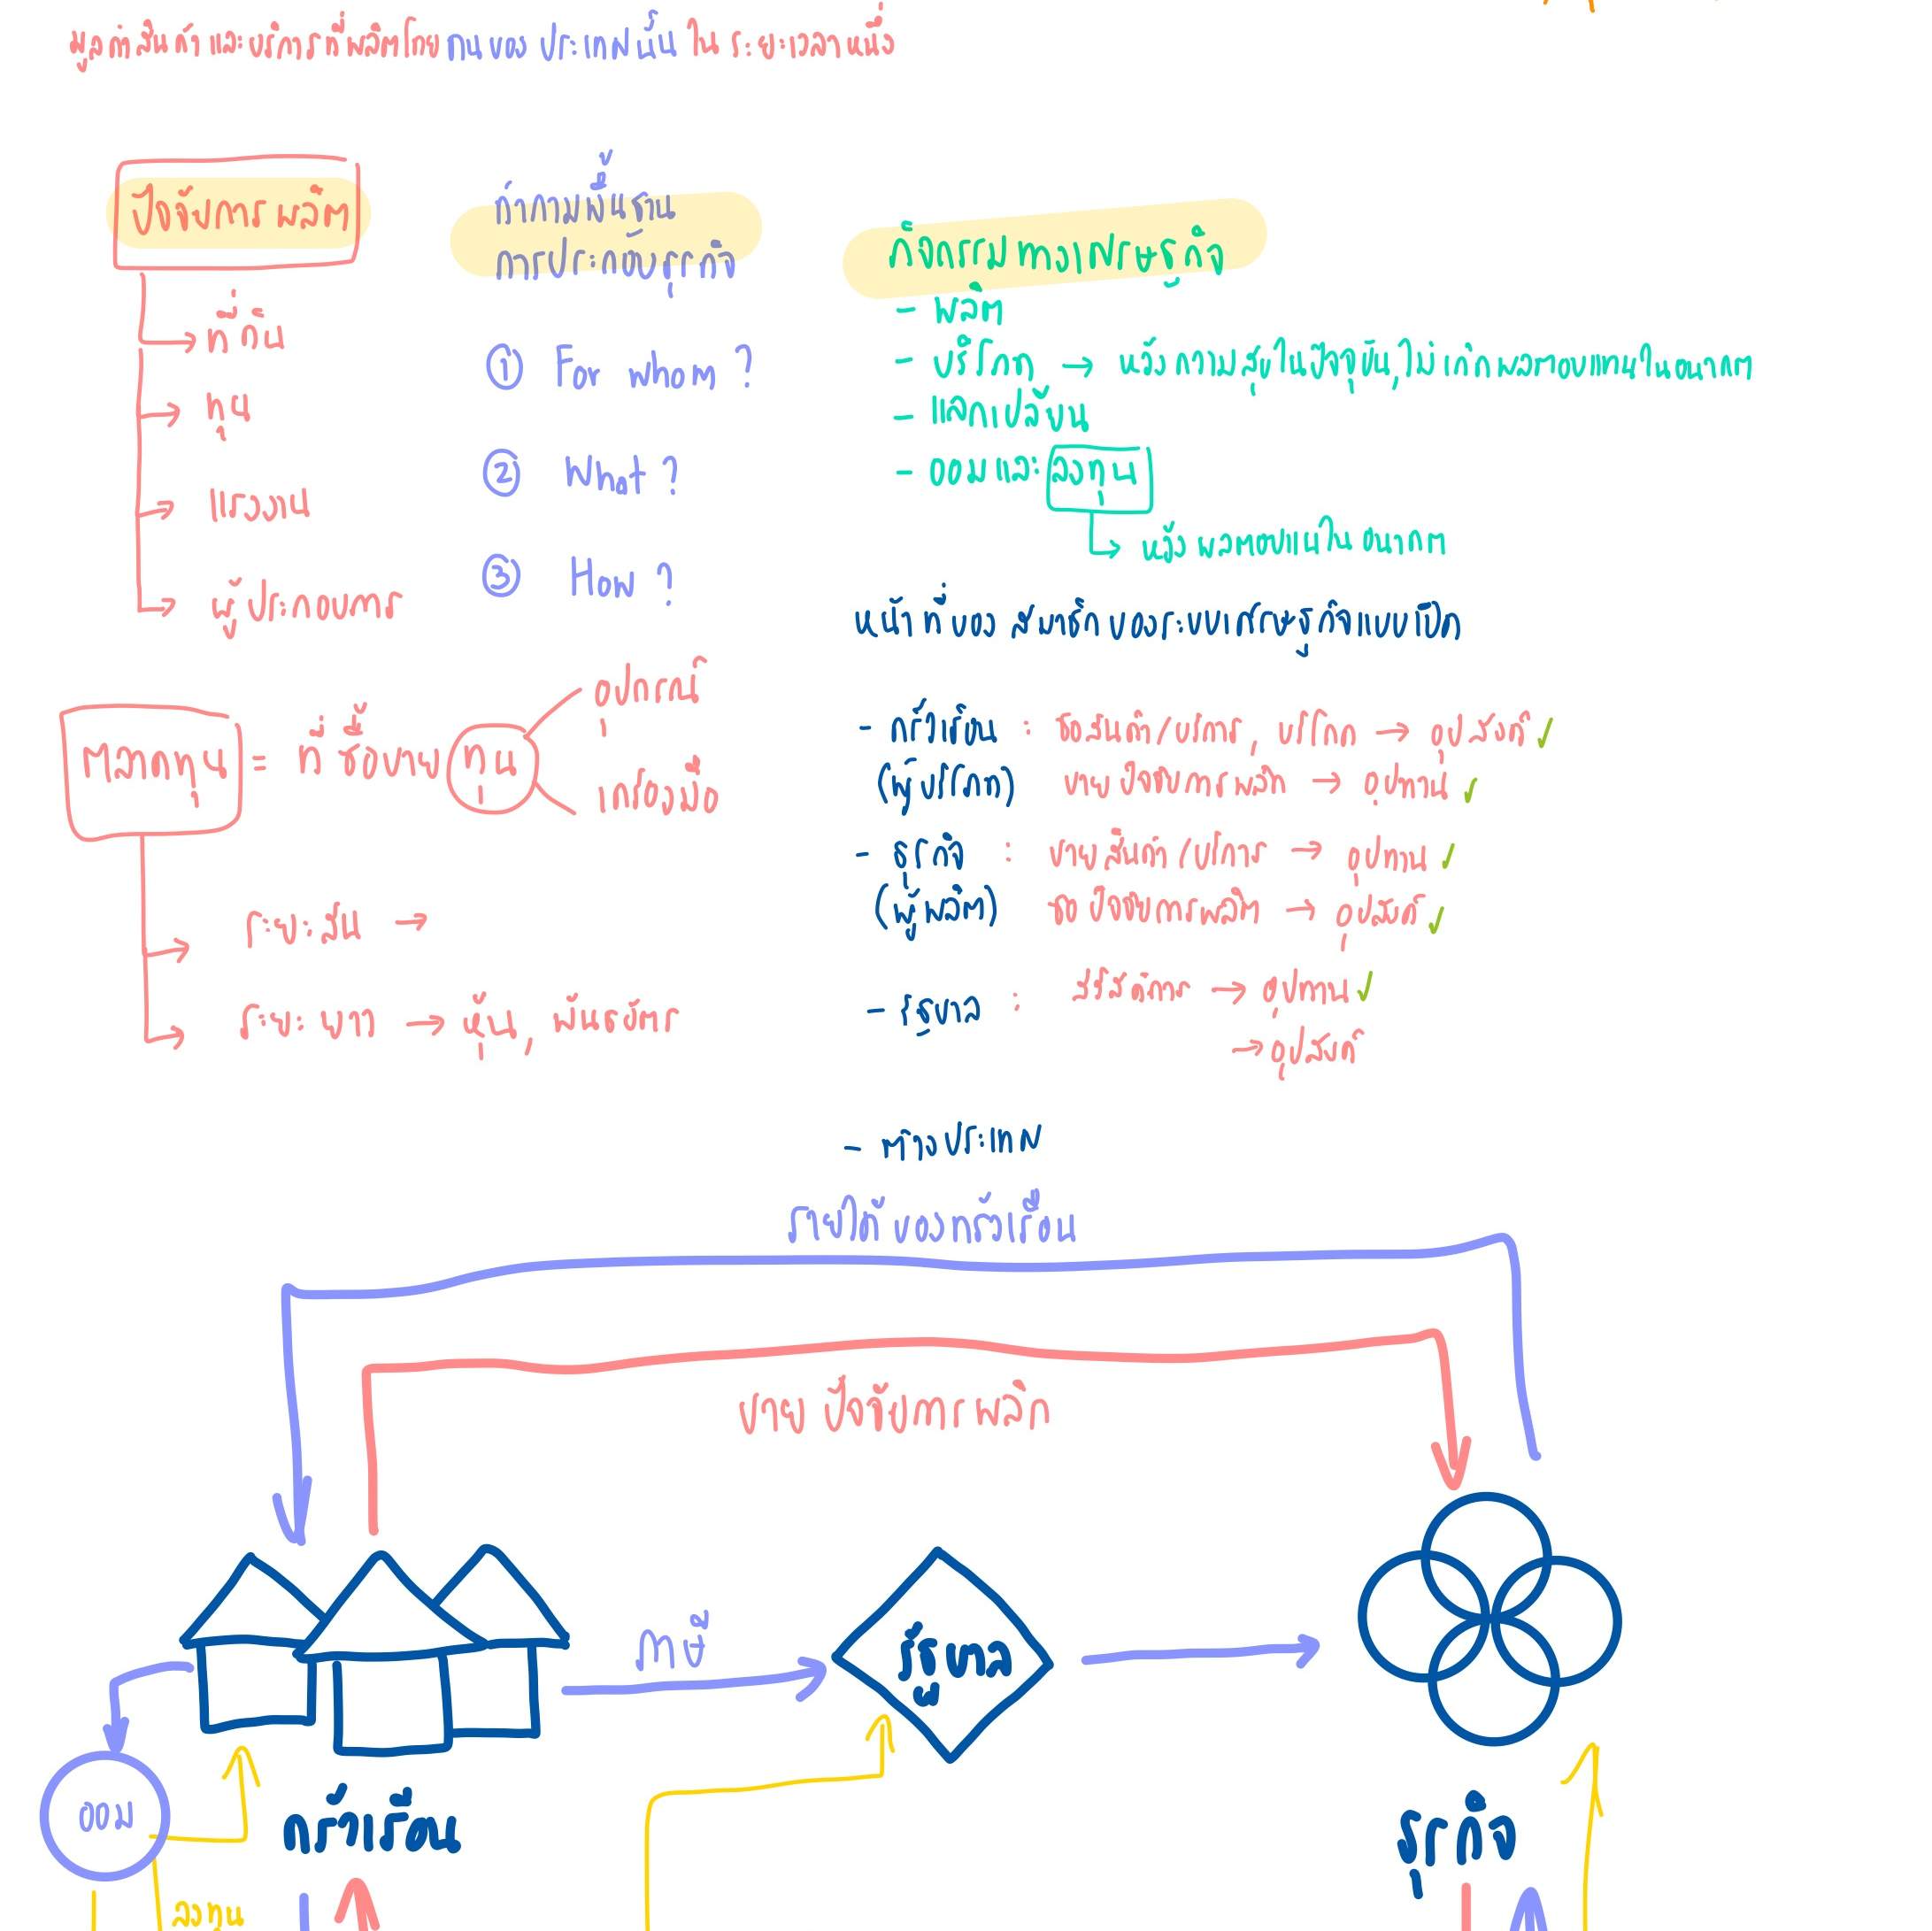 มูลค่าสินค้า และบริการที่ผลิตโดย คนของ ประเทศนั้น ใน ระยะเวลาหนึ่ง
ปัจจัยการผลิต
ที่ดิน
ทุน
แรงงาน
ผู้ประกอบการ
คำถามพื้นฐาน
การประกอบธุรกิจ
① For whom ?
② What ?
③ How ?
กิจกรรมทางเศรษฐกิจ
- ผลิต
- บริโภค → หวังความสุขในปัจจุบัน, ไม่เกิดผลตอบแทนในอนาคต
- แลกเปลี่ยน
- ออมและลงทุน
หวังผลตอบแทนในอนาคต
หน้าที่ของ สมาชิกของระบบเศรษฐกิจแบบเปิด
ตลาดทุน = ที่ซื้อขาย ทุน
อุปกรณ์
เครื่องมือ
ระยะสั้น →
ระยะยาว → หุ้น, พันธบัตร
- ครัวเรือน : ซื้อสินค้า/บริการ, บริโภค → อุปสงค์ ✓
(ผู้บริโภค) ขายปัจจัยการผลิต → อุปทาน ✓
- ธุรกิจ : ขายสินค้า/บริการ → อุปทาน ✓
(ผู้ผลิต) ซื้อปัจจัยการผลิต → อุปสงค์ ✓
- รัฐบาล : สวัสดิการ → อุปทาน ✓
→ อุปสงค์
- ต่างประเทศ
รายได้ของครัวเรือน
ขายปัจจัยการผลิต
ภาษี
รัฐบาล
ออม
ครัวเรือน
ธุรกิจ
ลงทุน